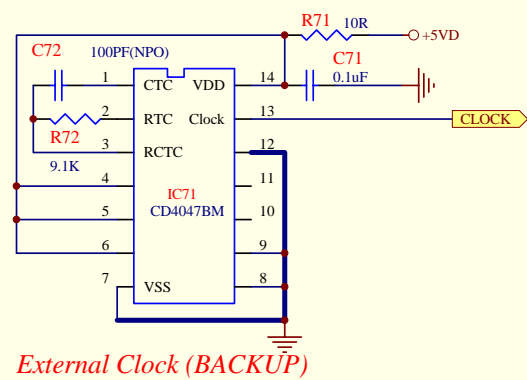 R71
10R
+5VD
C72
100PF(NPO)
C71
0.1uF
1
CTC
VDD
14
2
RTC
Clock
13
CLOCK
R72
3
RCTC
12
9.1K
4
11
IC71
5
CD4047BM
10
6
9
7
VSS
8
External Clock (BACKUP)